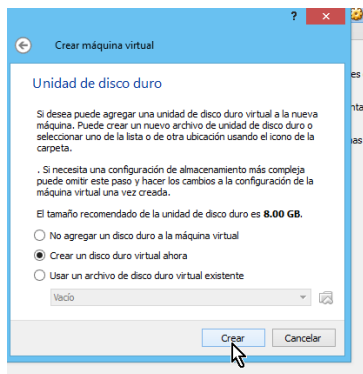 ?
Crear máquina virtual
Unidad de disco duro
Si desea puede agregar una unidad de disco duro virtual a la nueva
máquina. Puede crear un nuevo archivo de unidad de disco duro o
seleccionar uno de la lista o de otra ubicación usando el icono de la
carpeta.
. Si necesita una configuración de almacenamiento más compleja
puede omitir este paso y hacer los cambios a la configuración de la
máquina virtual una vez creada.
El tamaño recomendado de la unidad de disco duro es 8.00 GB.
No agregar un disco duro a la máquina virtual
Crear un disco duro virtual ahora
Usar un archivo de disco duro virtual existente
Vacío
Crear Cancelar